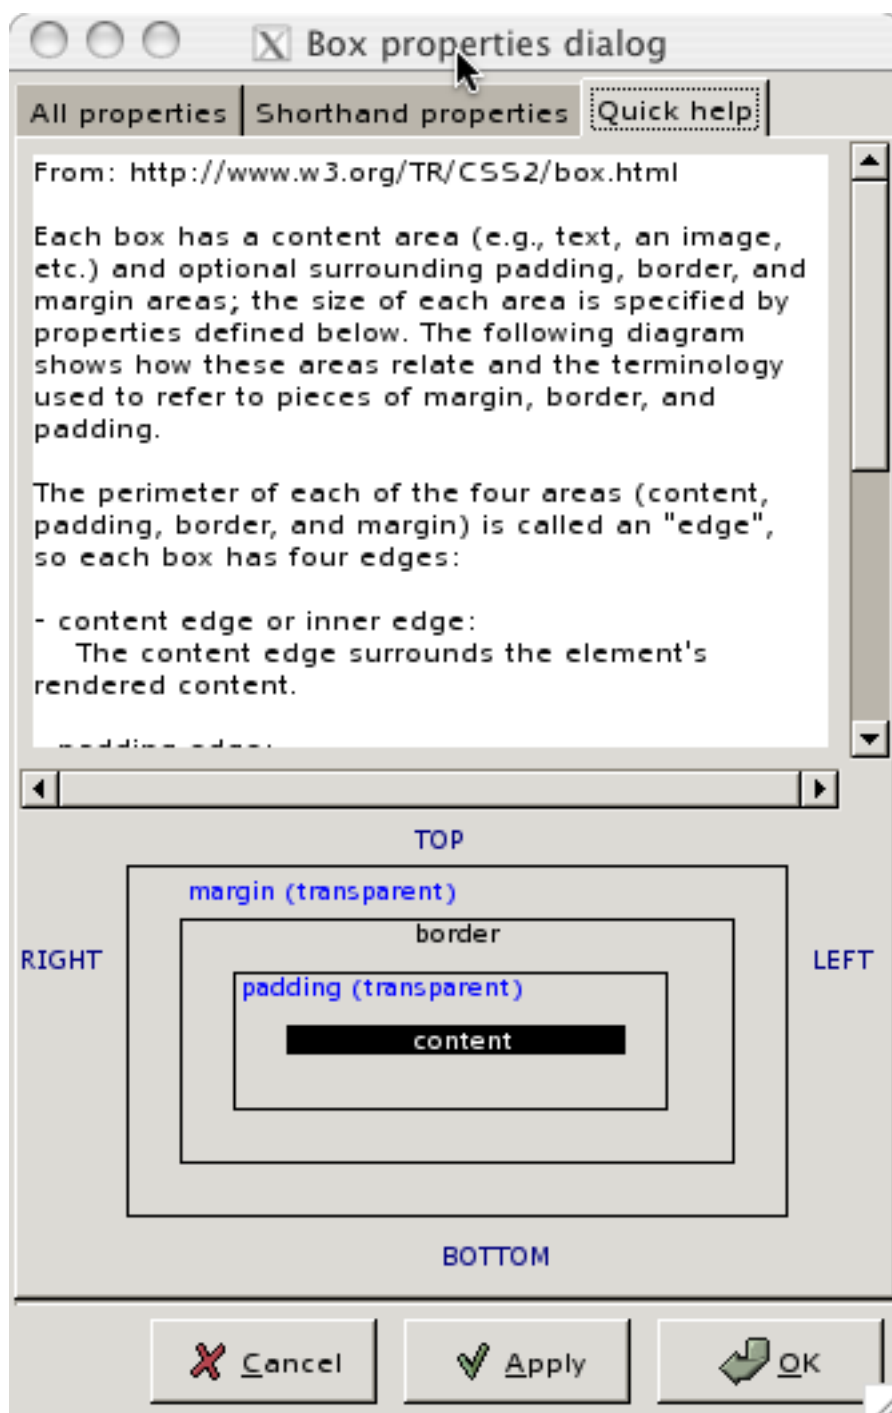 Box properties dialog
All properties
Shorthand properties
Quick help
From: http://www.w3.org/TR/CSS2/box.html
Each box has a content area (e.g., text, an image,
etc.) and optional surrounding padding, border, and
margin areas; the size of each area is specified by
properties defined below. The following diagram
shows how these areas relate and the terminology
used to refer to pieces of margin, border, and
padding.
The perimeter of each of the four areas (content,
padding, border, and margin) is called an "edge",
so each box has four edges:
- content edge or inner edge:
The content edge surrounds the element's
rendered content.
- padding edge:
TOP
margin (transparent)
border
RIGHT
LEFT
padding (transparent)
content
BOTTOM
Cancel
Apply
OK